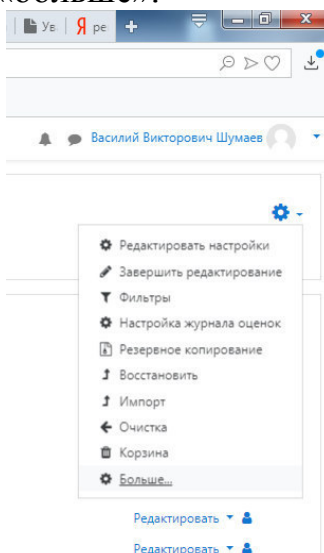 «больше».
Ув
Я ре
Василий Викторович Шумаев
Редактировать настройки
Завершить редактирование
Фильтры
Настройка журнала оценок
Резервное копирование
Восстановить
Импорт
Очистка
Корзина
Больше...
Редактировать
Редактировать